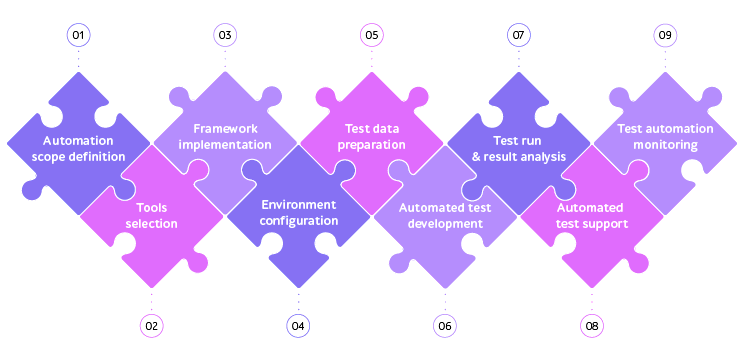 01
Automation
scope definition
02
Tools
selection
03
Framework
implementation
04
Environment
configuration
05
Test data
preparation
06
Automated test
development
07
Test run
& result analysis
08
Automated
test support
09
Test automation
monitoring